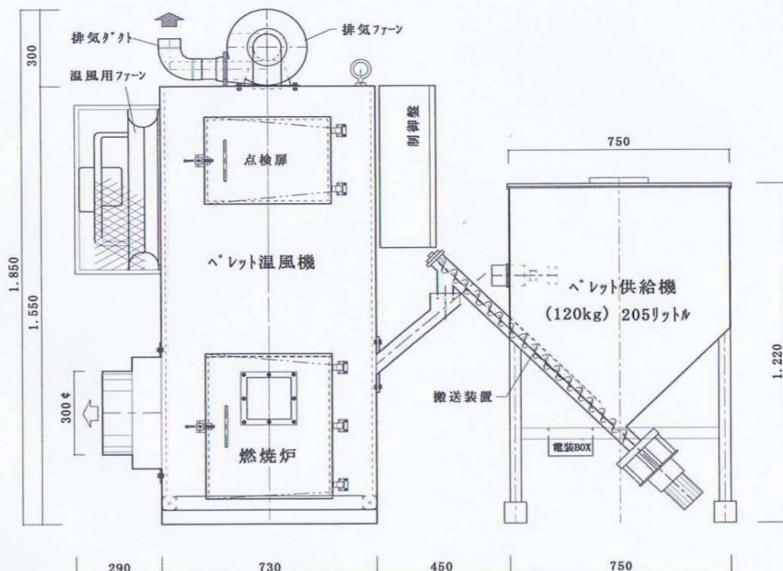 排気ダクト
排気ファーン
300
温風用ファーン
点検扉
制御盤
750
ペレット温風機
1.850
1.550
ペレット供給機
(120kg) 205リットル
1.220
300¢
搬送装置
燃焼炉
電装BOX
290
730
450
750